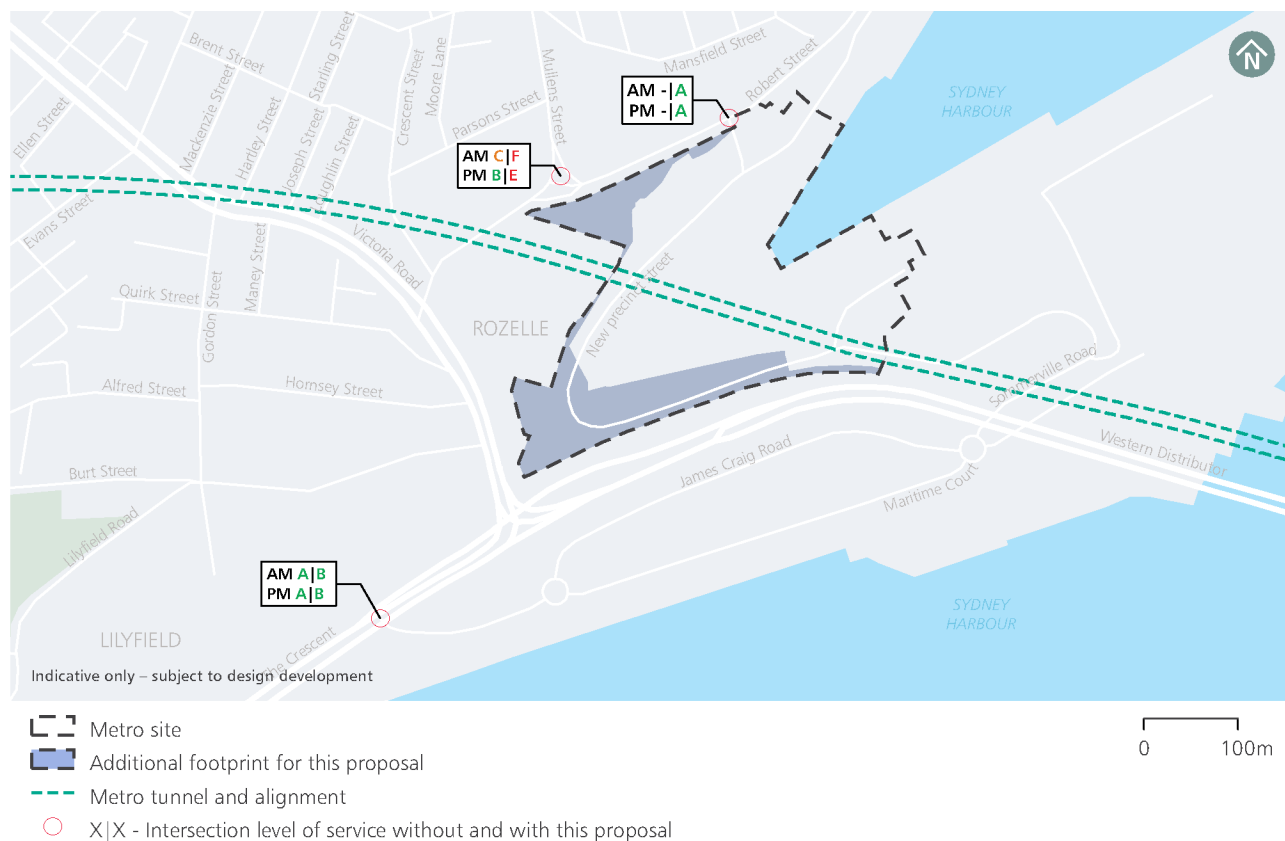 Mansfield Street
Robert Street
Brent Street
Starling Street
Crescent Street
Moore Lane
Mullens Street
Mackenzie Street
Ellen Street
Parsons Street
Hartley Street
Joseph Street
Loughlin Street
Evans Street
Victoria Road
Maney Street
Gordon Street
Quirk Street
Alfred Street
Hornsey Street
Burt Street
Lilyfield Road
N
SYDNEY
HARBOUR
AM -|A
PM -|A
AM C|F
PM B|E
ROZELLE
New precinct street
Sommerville Road
Western Distributor
James Craig Road
Maritime Court
AM A|B
PM A|B
SYDNEY
HARBOUR
LILYFIELD
The Crescent
Indicative only – subject to design development
Metro site
Additional footprint for this proposal
Metro tunnel and alignment
X|X - Intersection level of service without and with this proposal
0 100m